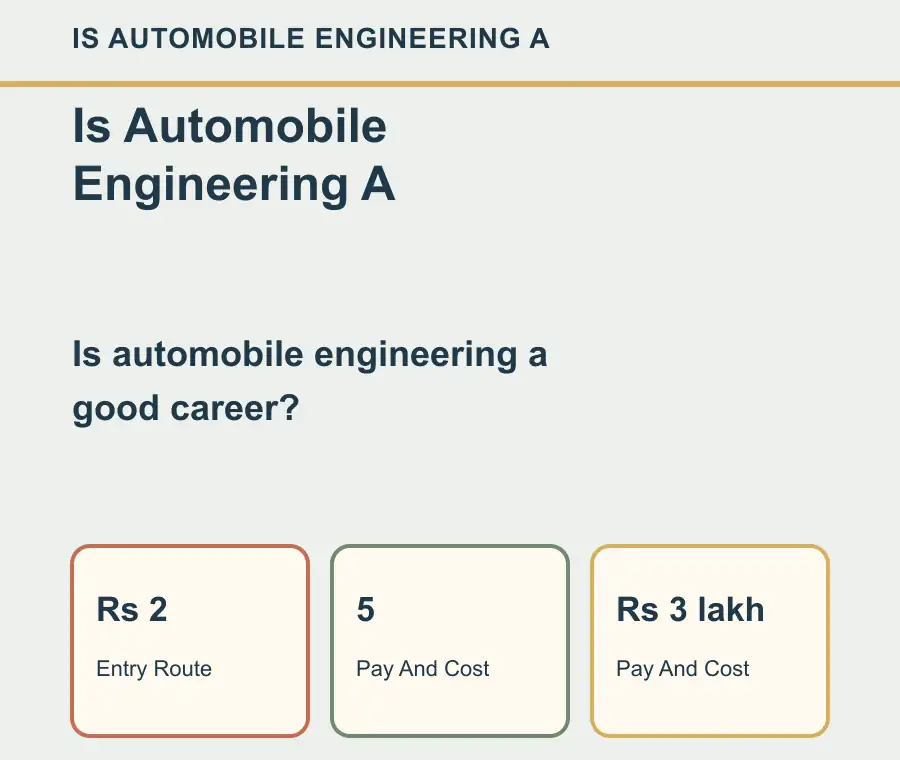 IS AUTOMOBILE ENGINEERING A
Is Automobile
Engineering A
Is automobile engineering a
good career?
Rs 2
Entry Route
5
Pay And Cost
Rs 3 lakh
Pay And Cost